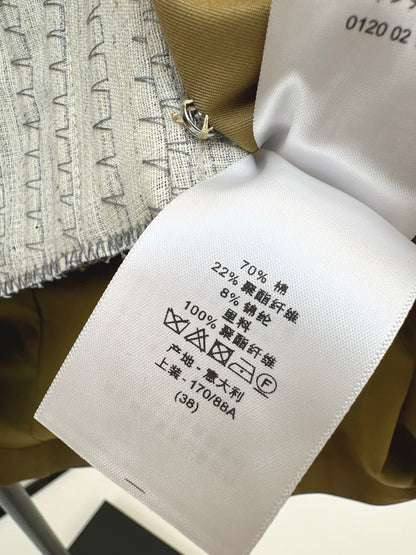 0120 02
70% 棉
22% 聚酯纤维
8% 锦纶
里料
100% 聚酯纤维
F
产地 - 意大利
上装 - 170/88A
(38)